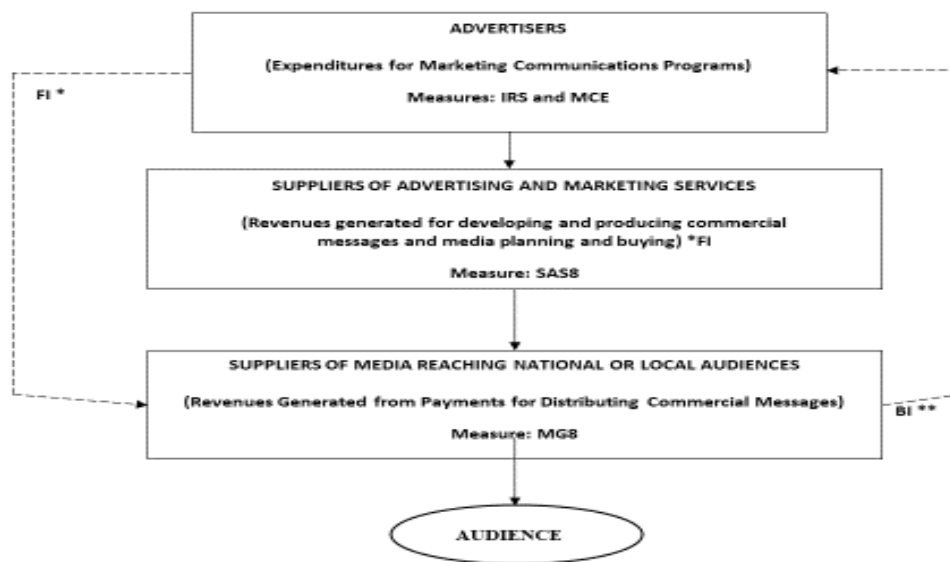 ADVERTISERS
(Expenditures for Marketing Communications Programs)
FI *
Measures: IRS and MCE
SUPPLIERS OF ADVERTISING AND MARKETING SERVICES
(Revenues generated for developing and producing commercial
messages and media planning and buying) *FI
Measure: SAS8
SUPPLIERS OF MEDIA REACHING NATIONAL OR LOCAL AUDIENCES
(Revenues Generated from Payments for Distributing Commercial Messages)
BI **
Measure: MG8
AUDIENCE